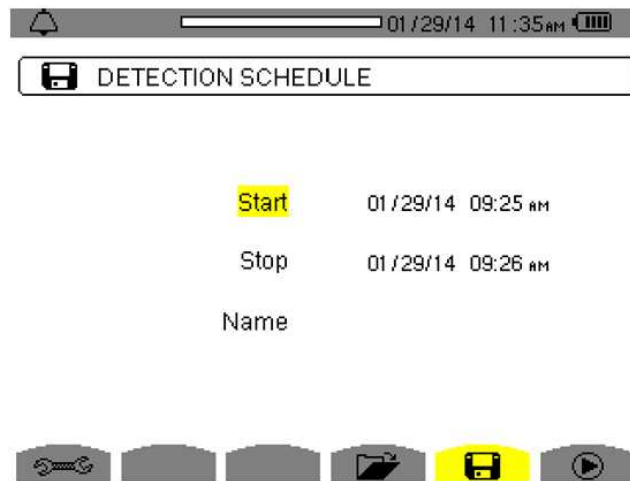 01/29/14 11:35AM
DETECTION SCHEDULE
Start 01/29/14 09:25 AM
Stop 01/29/14 09:26 AM
Name